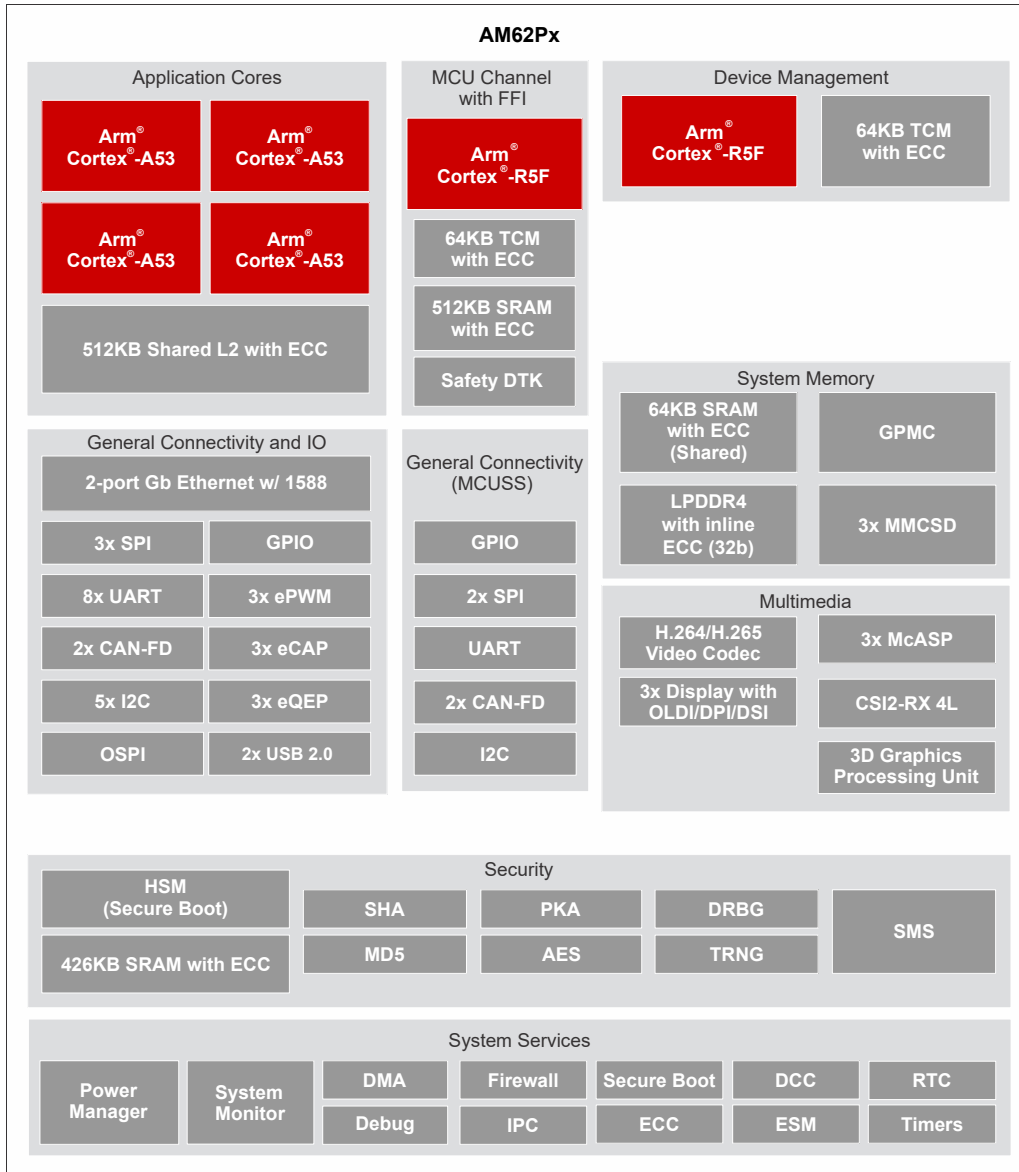 AM62Px
Application Cores
Arm®
Cortex®-A53
Arm®
Cortex®-A53
Arm®
Cortex®-A53
Arm®
Cortex®-A53
512KB Shared L2 with ECC
MCU Channel
with FFI
Arm®
Cortex®-R5F
64KB TCM
with ECC
512KB SRAM
with ECC
Safety DTK
Device Management
Arm®
Cortex®-R5F
64KB TCM
with ECC
System Memory
64KB SRAM
with ECC
(Shared)
GPMC
LPDDR4
with inline
ECC (32b)
3x MMCSD
General Connectivity and IO
2-port Gb Ethernet w/ 1588
3x SPI
GPIO
8x UART
3x ePWM
2x CAN-FD
3x eCAP
5x I2C
3x eQEP
OSPI
2x USB 2.0
General Connectivity
(MCUSS)
GPIO
2x SPI
UART
2x CAN-FD
I2C
Multimedia
H.264/H.265
Video Codec
3x McASP
3x Display with
OLDI/DPI/DSI
CSI2-RX 4L
3D Graphics
Processing Unit
Security
HSM
(Secure Boot)
426KB SRAM with ECC
SHA
PKA
DRBG
MD5
AES
TRNG
SMS
System Services
Power
Manager
System
Monitor
DMA
Firewall
Secure Boot
DCC
RTC
Debug
IPC
ECC
ESM
Timers